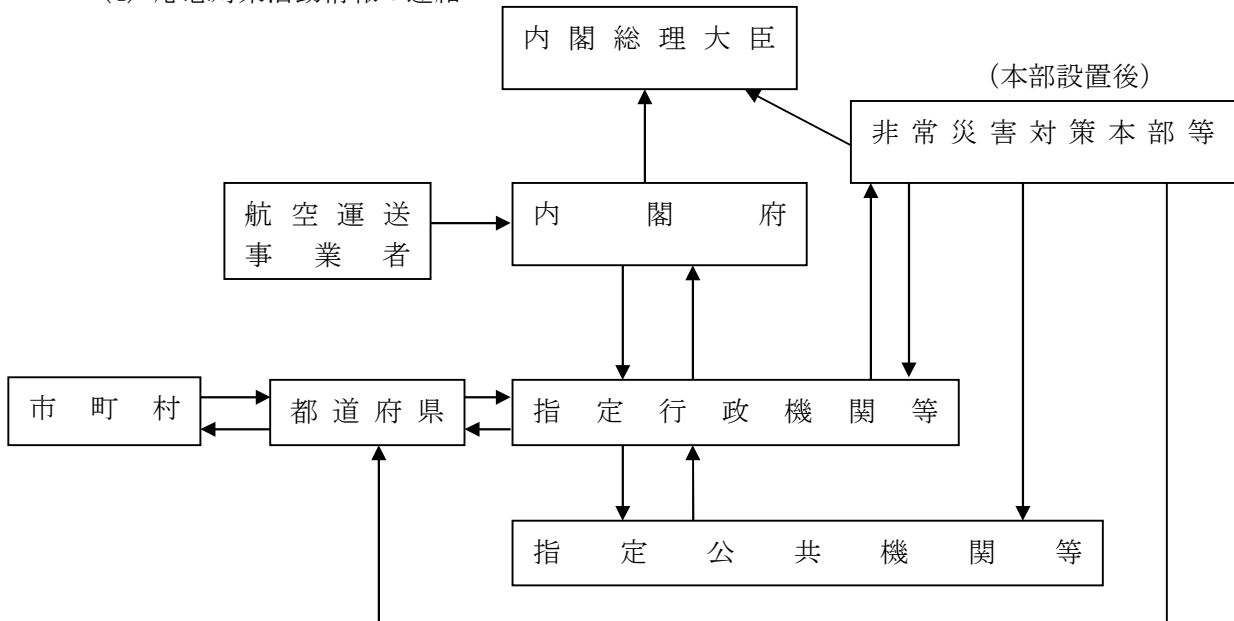 内閣総理大臣
（本部設置後）
非常災害対策本部等
航空運送
事業者
内閣府
市町村
都道府県
指定行政機関等
指定公共機関等